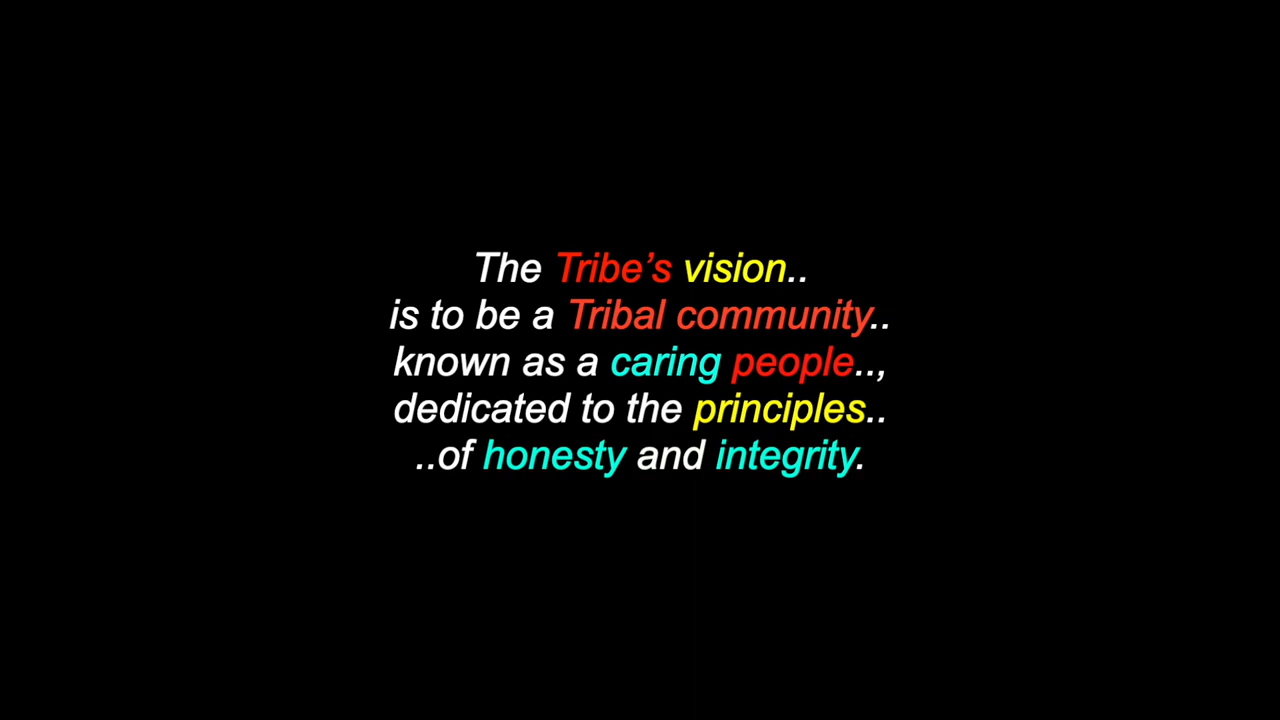 The Tribe’s vision..
is to be a Tribal community..
known as a caring people..,
dedicated to the principles..
..of honesty and integrity.